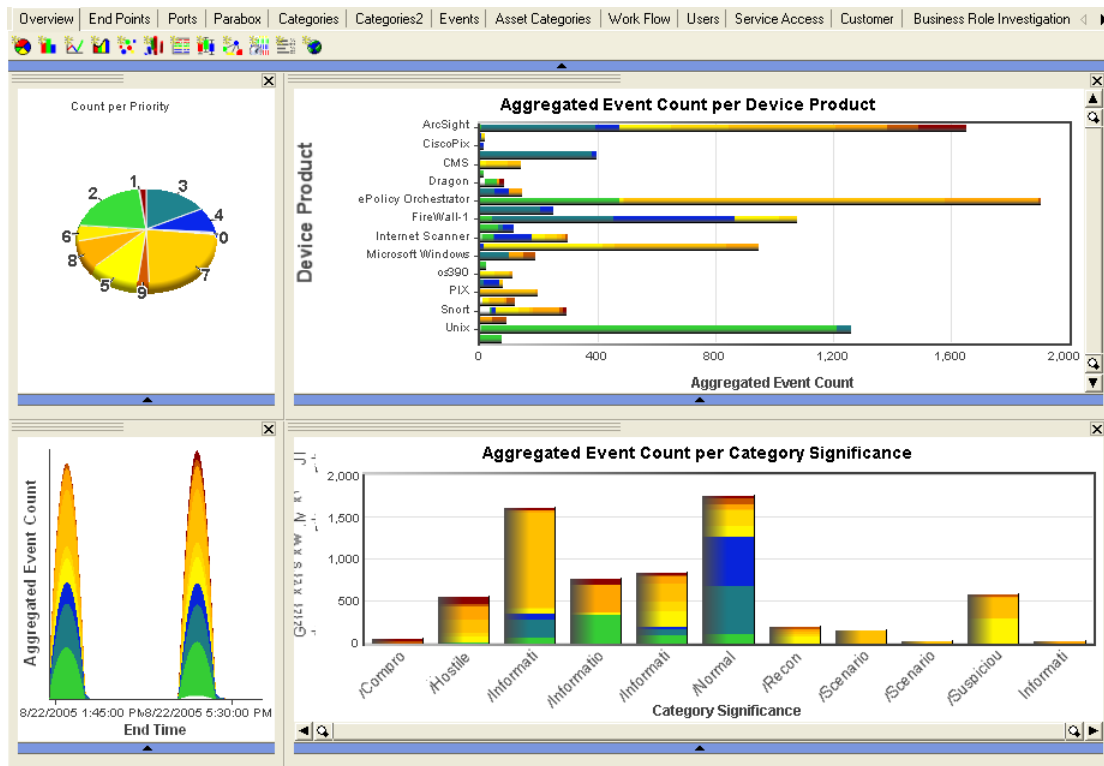 Overview End Points Ports Parabox Categories Categories2 Events Asset Categories Work Flow Users Service Access Customer Business Role Investigation
Count per Priority
1
3
2
4
0
6
8
7
5
9
Aggregated Event Count per Device Product
Device Product
ArcSight
CiscoPix
CMS
Dragon
ePolicy Orchestrator
FireWall-1
Internet Scanner
Microsoft Windows
os390
PIX
Snort
Unix
0 400 800 1,200 1,600 2,000
Aggregated Event Count
Aggregated Event Count
8/22/2005 1:45:00 PM 8/22/2005 5:30:00 PM
End Time
Aggregated Event Count per Category Significance
2,000
1,500
1,000
500
0
/Compro
/Hostile
/Informati
/Informatio
/Informati
/Normal
/Recon
/Scenario
/Scenario
/Suspiciou
Informati
Category Significance